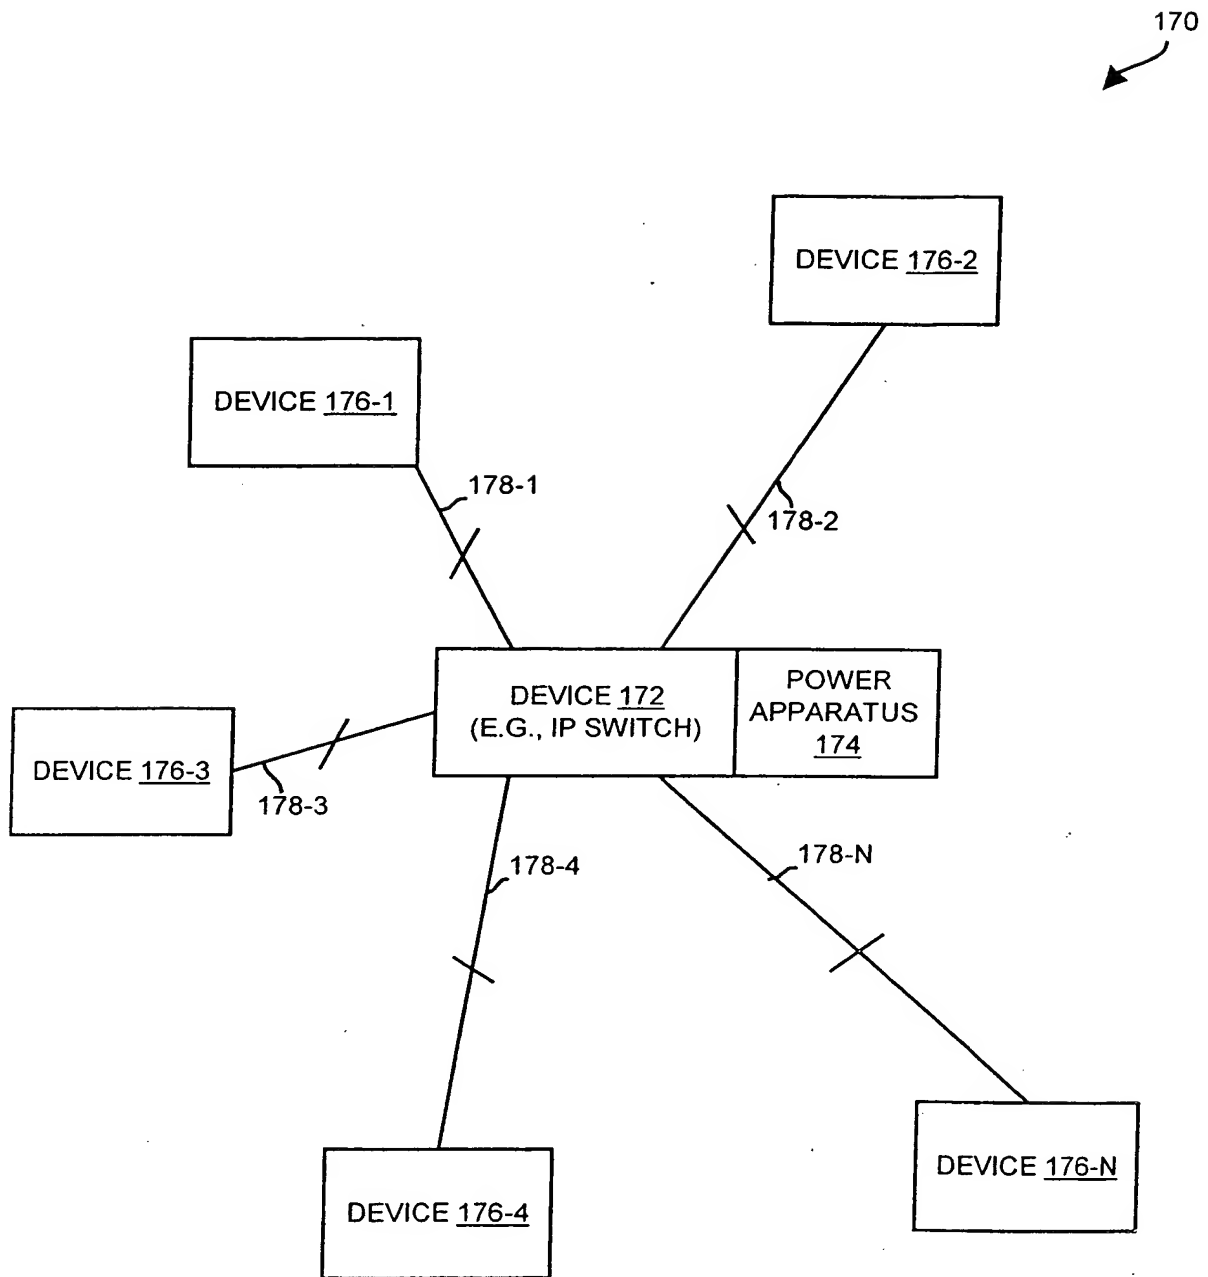 170
DEVICE 176-2
DEVICE 176-1
178-1
178-2
DEVICE 172
(E.G., IP SWITCH)
POWER
APPARATUS
174
DEVICE 176-3
178-3
178-4
178-N
DEVICE 176-N
DEVICE 176-4